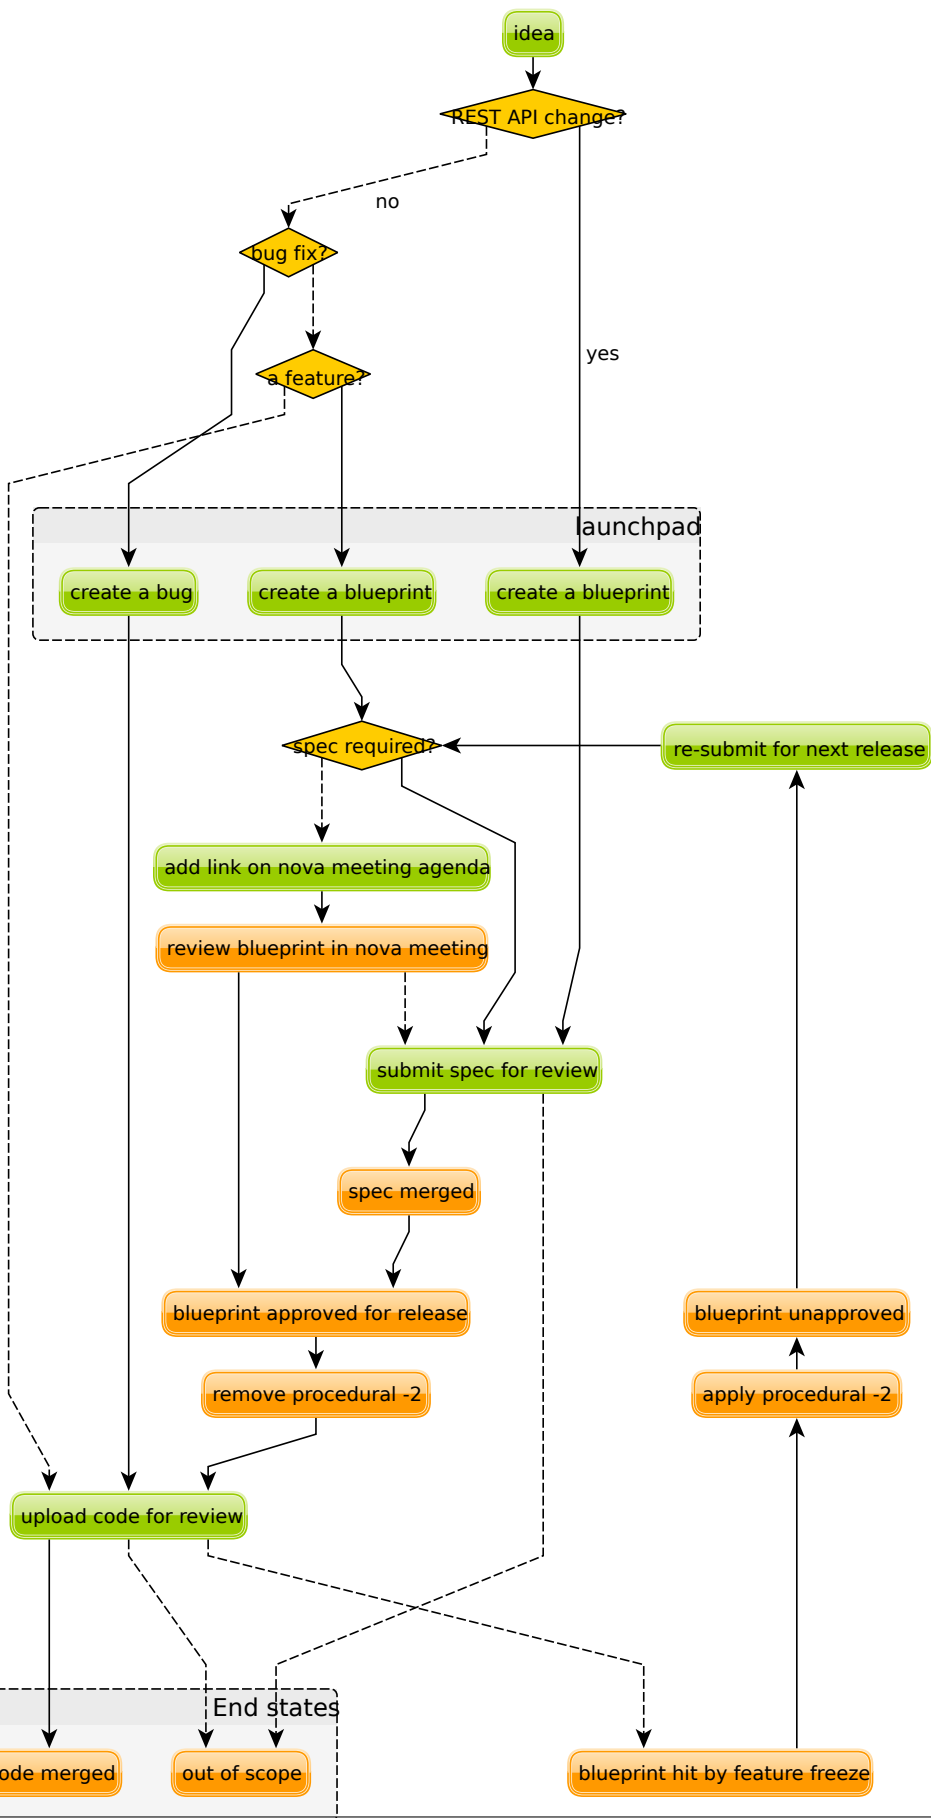 idea
REST API change?
no
bug fix?
yes
a feature?
launchpad
create a bug
create a blueprint
create a blueprint
spec required?
re-submit for next release
add link on nova meeting agenda
review blueprint in nova meeting
submit spec for review
spec merged
blueprint approved for release
blueprint unapproved
remove procedural -2
apply procedural -2
upload code for review
End states
ode merged
out of scope
blueprint hit by feature freeze